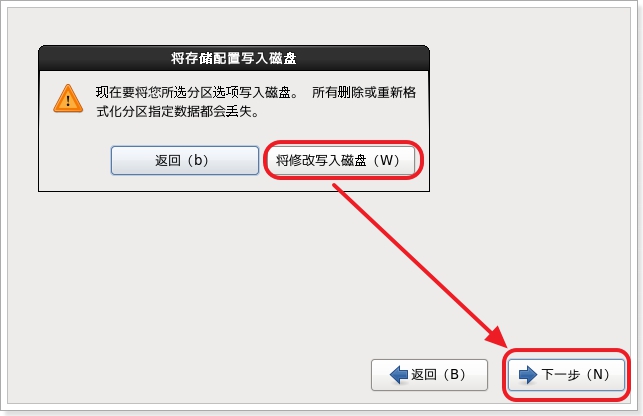 将存储配置写入磁盘
现在要将您所选分区选项写入磁盘。 所有删除或重新格
式化分区指定数据都会丢失。
返回（b）
将修改写入磁盘（W）
返回（B）
下一步（N）